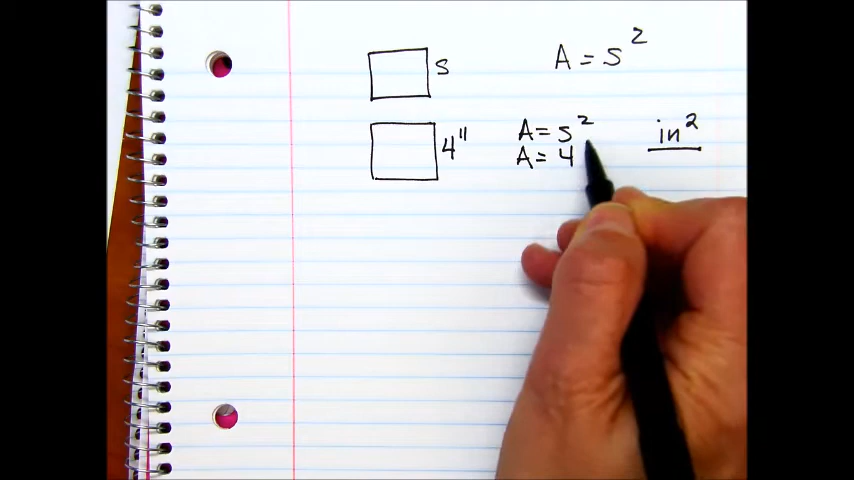 s A = s²
4" A = s² in²
A = 4